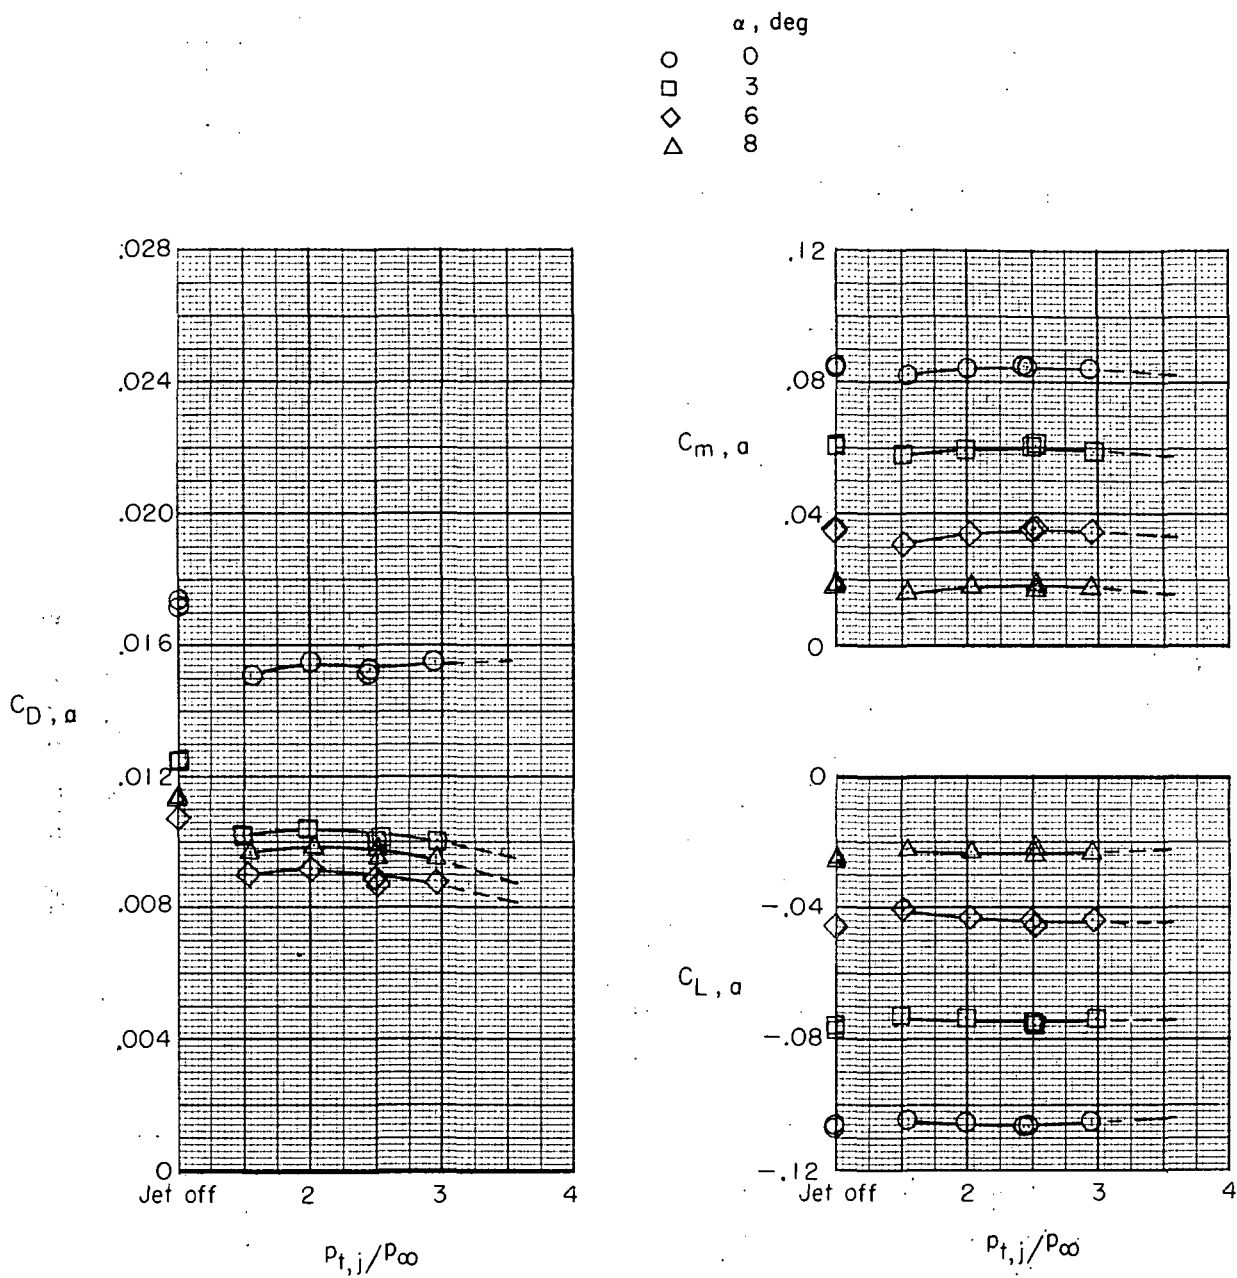 α, deg
0
3
6
8
.028
.024
.020
.016
.012
.008
.004
0
C_D,a
Jet off 2 3 4
p_t,j/p_∞
.12
.08
.04
0
C_m,a
0
-.04
-.08
-.12
C_L,a
Jet off 2 3 4
p_t,j/p_∞